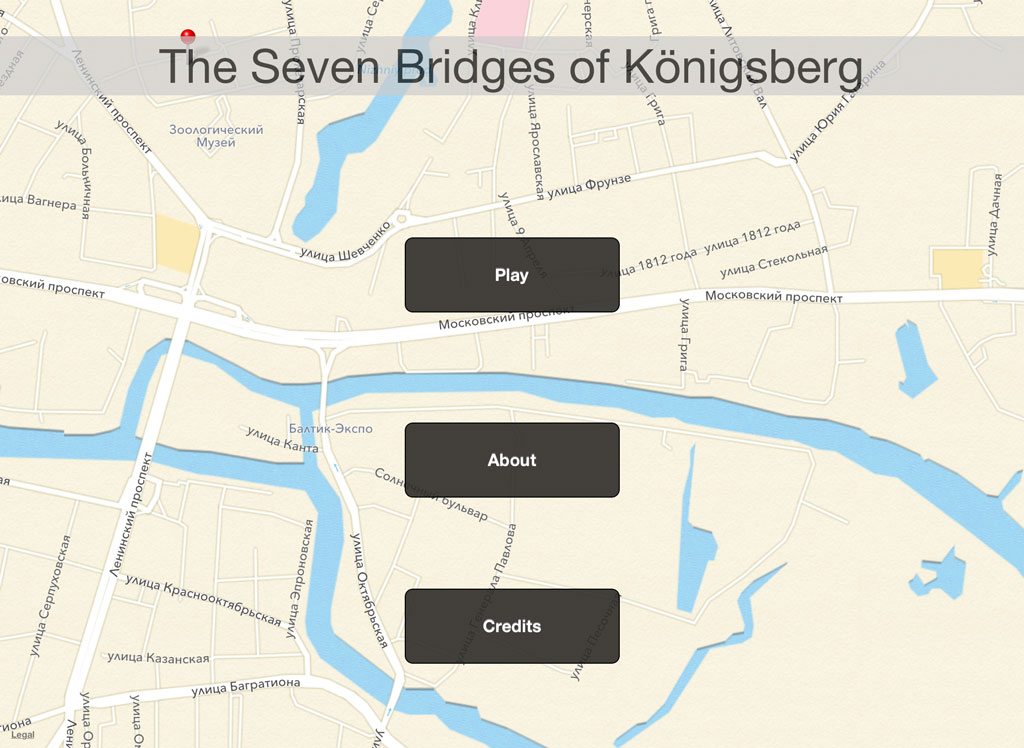 The Seven Bridges of Königsberg
Зоологический
Музей
Ленинский проспект
улица Больничная
улица Ярославская
улица Грига
улица Юрия Гагарина
улица Фрунзе
улица Дачная
улица Вагнера
улица Шевченко
улица 9 Апреля
улица 1812 года
улица 1812 года
улица Стекольная
Play
Московский проспект
Московский проспект
улица Грига
Балтик-Экспо
улица Канта
About
Солнечный бульвар
Ленинский проспект
улица Серпуховская
улица Эпроновская
улица Октябрьская
улица Генерала Павлова
улица Краснооктябрьская
Credits
улица Казанская
улица Багратиона
Legal